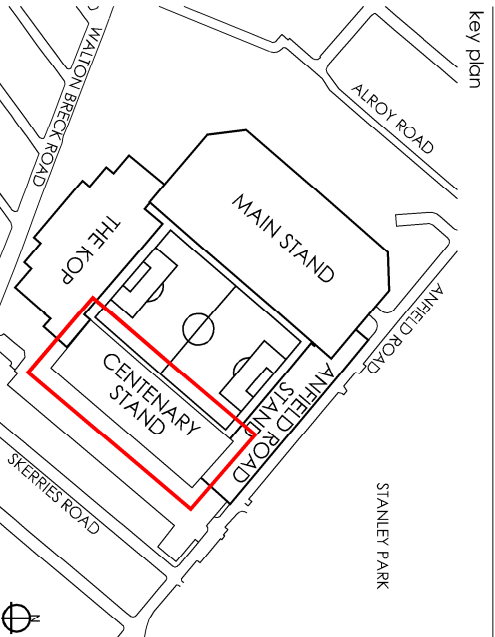 key plan
ALROY ROAD
WALTON BRECK ROAD
MAIN STAND
THE KOP
ANFIELD ROAD
CENTENARY
STAND
ANFIELD ROAD
STAND
STANLEY PARK
SKERRIES ROAD
N